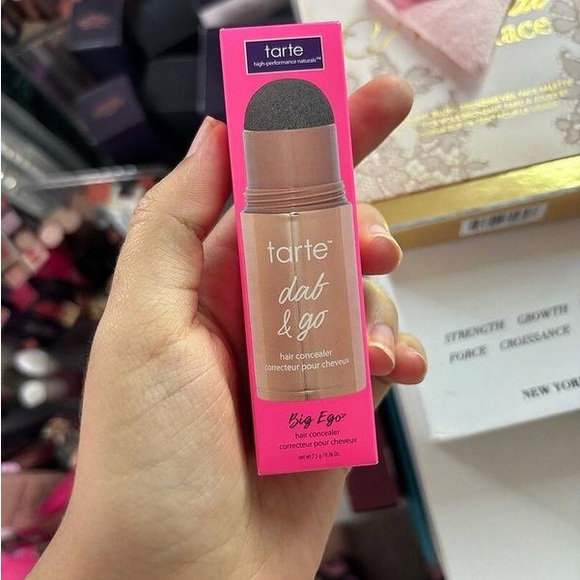 tarte
high-performance naturals™
tarte™
dab
& go
hair concealer
correcteur pour cheveux
Big Ego™
hair concealer
correcteur pour cheveux
STRENGTH GROWTH
FORCE CROISSANCE
NEW YORK